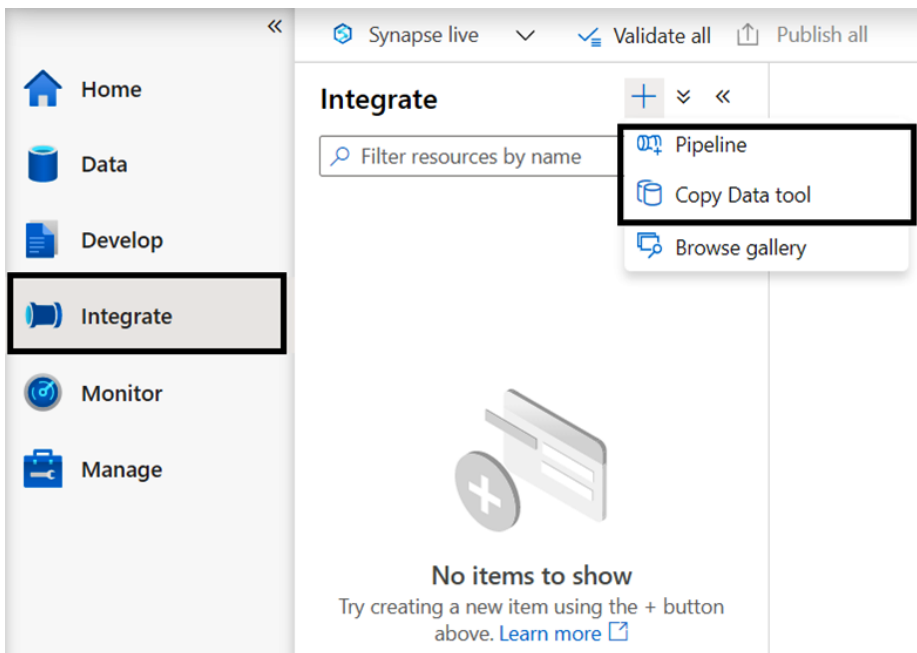 Synapse live
Validate all
Publish all
Home
Data
Develop
Integrate
Monitor
Manage
Integrate
Filter resources by name
Pipeline
Copy Data tool
Browse gallery
No items to show
Try creating a new item using the + button
above. Learn more